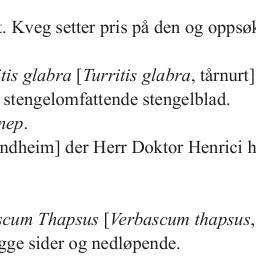 . Kveg setter pris på den og oppsøk
tis glabra [Turritis glabra, tårnurt]
stengelomfattende stengelblad.
nep.
ndheim] der Herr Doktor Henrici h
scum Thapsus [Verbascum thapsus,
gge sider og nedløpende.